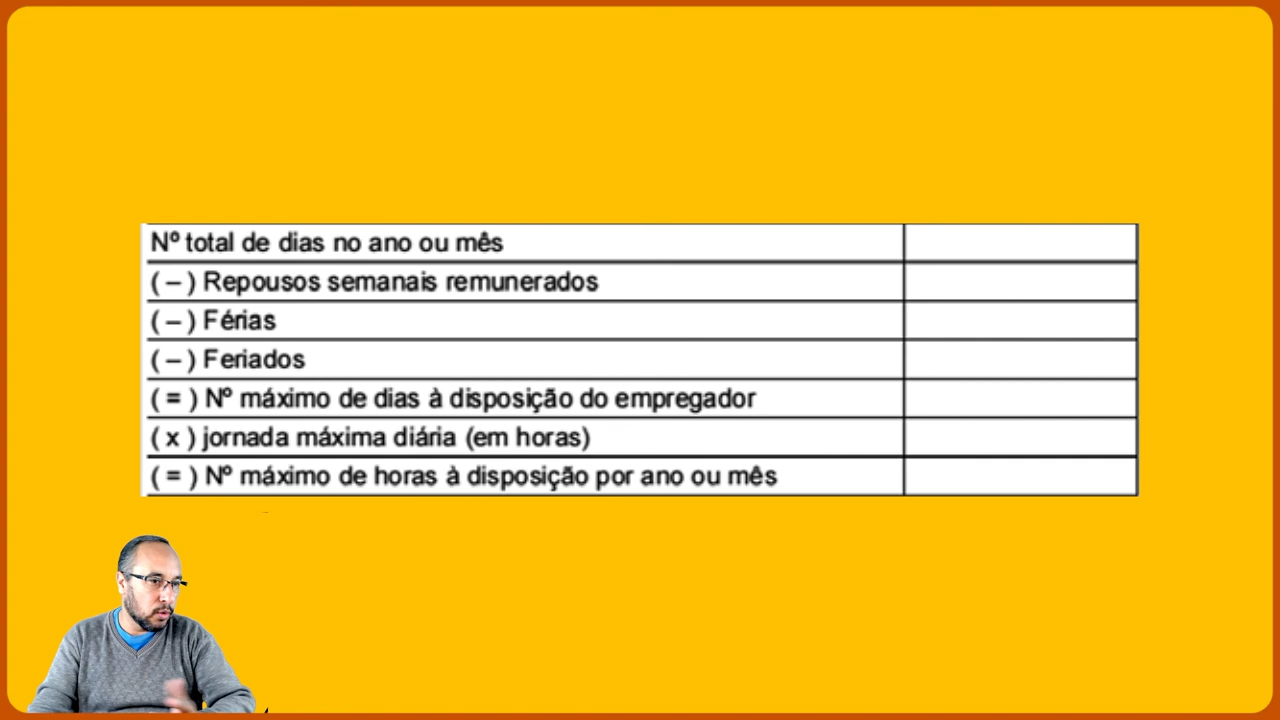 Nº total de dias no ano ou mês
( – ) Repousos semanais remunerados
( – ) Férias
( – ) Feriados
( = ) Nº máximo de dias à disposição do empregador
( x ) jornada máxima diária (em horas)
( = ) Nº máximo de horas à disposição por ano ou mês